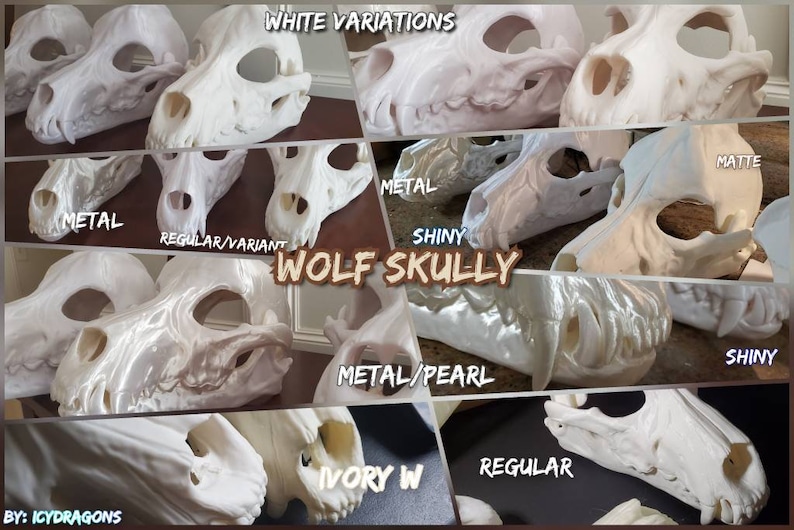 WHITE VARIATIONS
METAL
REGULAR/VARIANT
METAL
MATTE
SHINY
WOLF SKULLY
METAL/PEARL
SHINY
IVORY W
REGULAR
BY: ICYDRAGONS